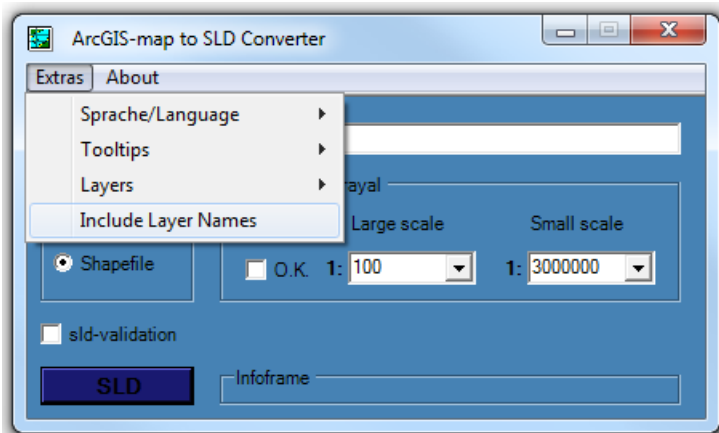 ArcGIS-map to SLD Converter
Extras About
Sprache/Language
Tooltips
Layers
Include Layer Names
Large scale Small scale
Shapefile
O.K. 1: 100 1: 3000000
sld-validation
SLD
Infoframe